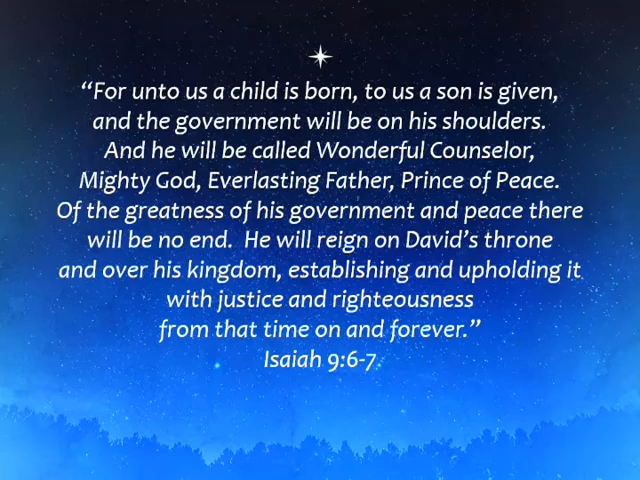 “For unto us a child is born, to us a son is given,
and the government will be on his shoulders.
And he will be called Wonderful Counselor,
Mighty God, Everlasting Father, Prince of Peace.
Of the greatness of his government and peace there
will be no end.  He will reign on David’s throne
and over his kingdom, establishing and upholding it
with justice and righteousness
from that time on and forever.”
Isaiah 9:6-7